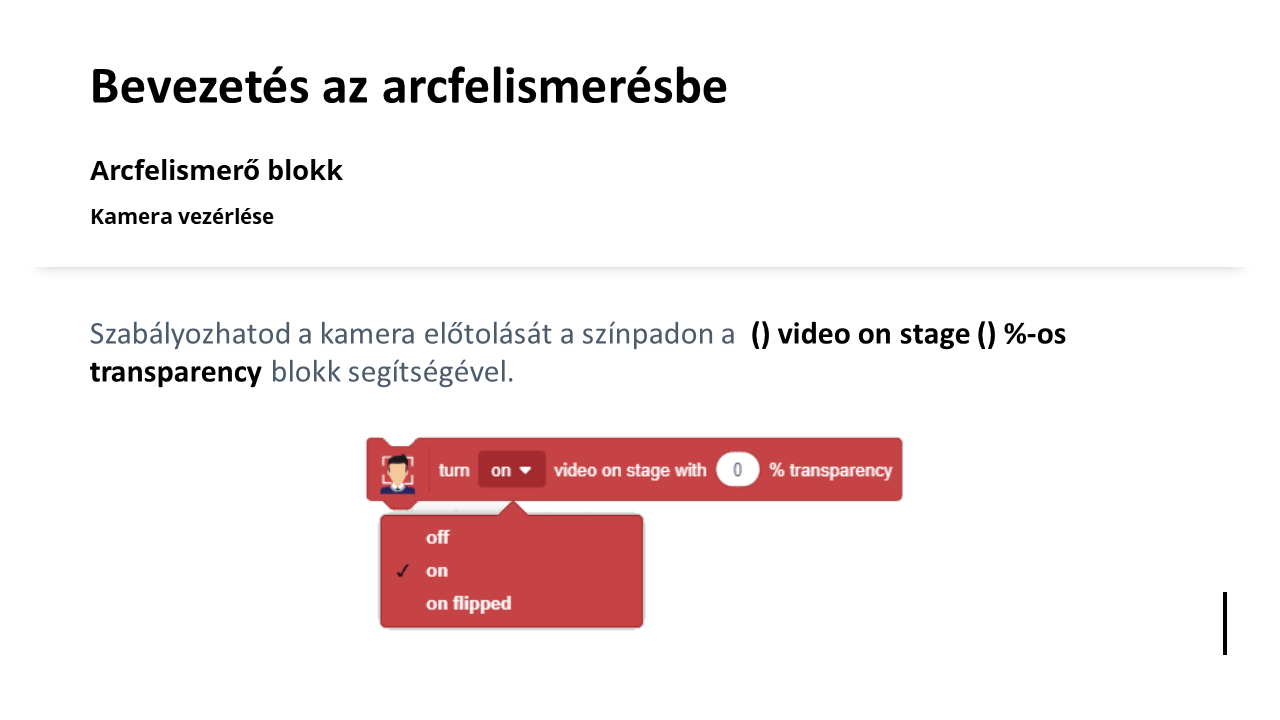 Bevezetés az arcfelismerésbe
Arcfelismerő blokk
Kamera vezérlése
Szabályozhatod a kamera előtolását a színpadon a () video on stage () %-os
transparency blokk segítségével.
turn on video on stage with 0 % transparency
off
✓ on
on flipped